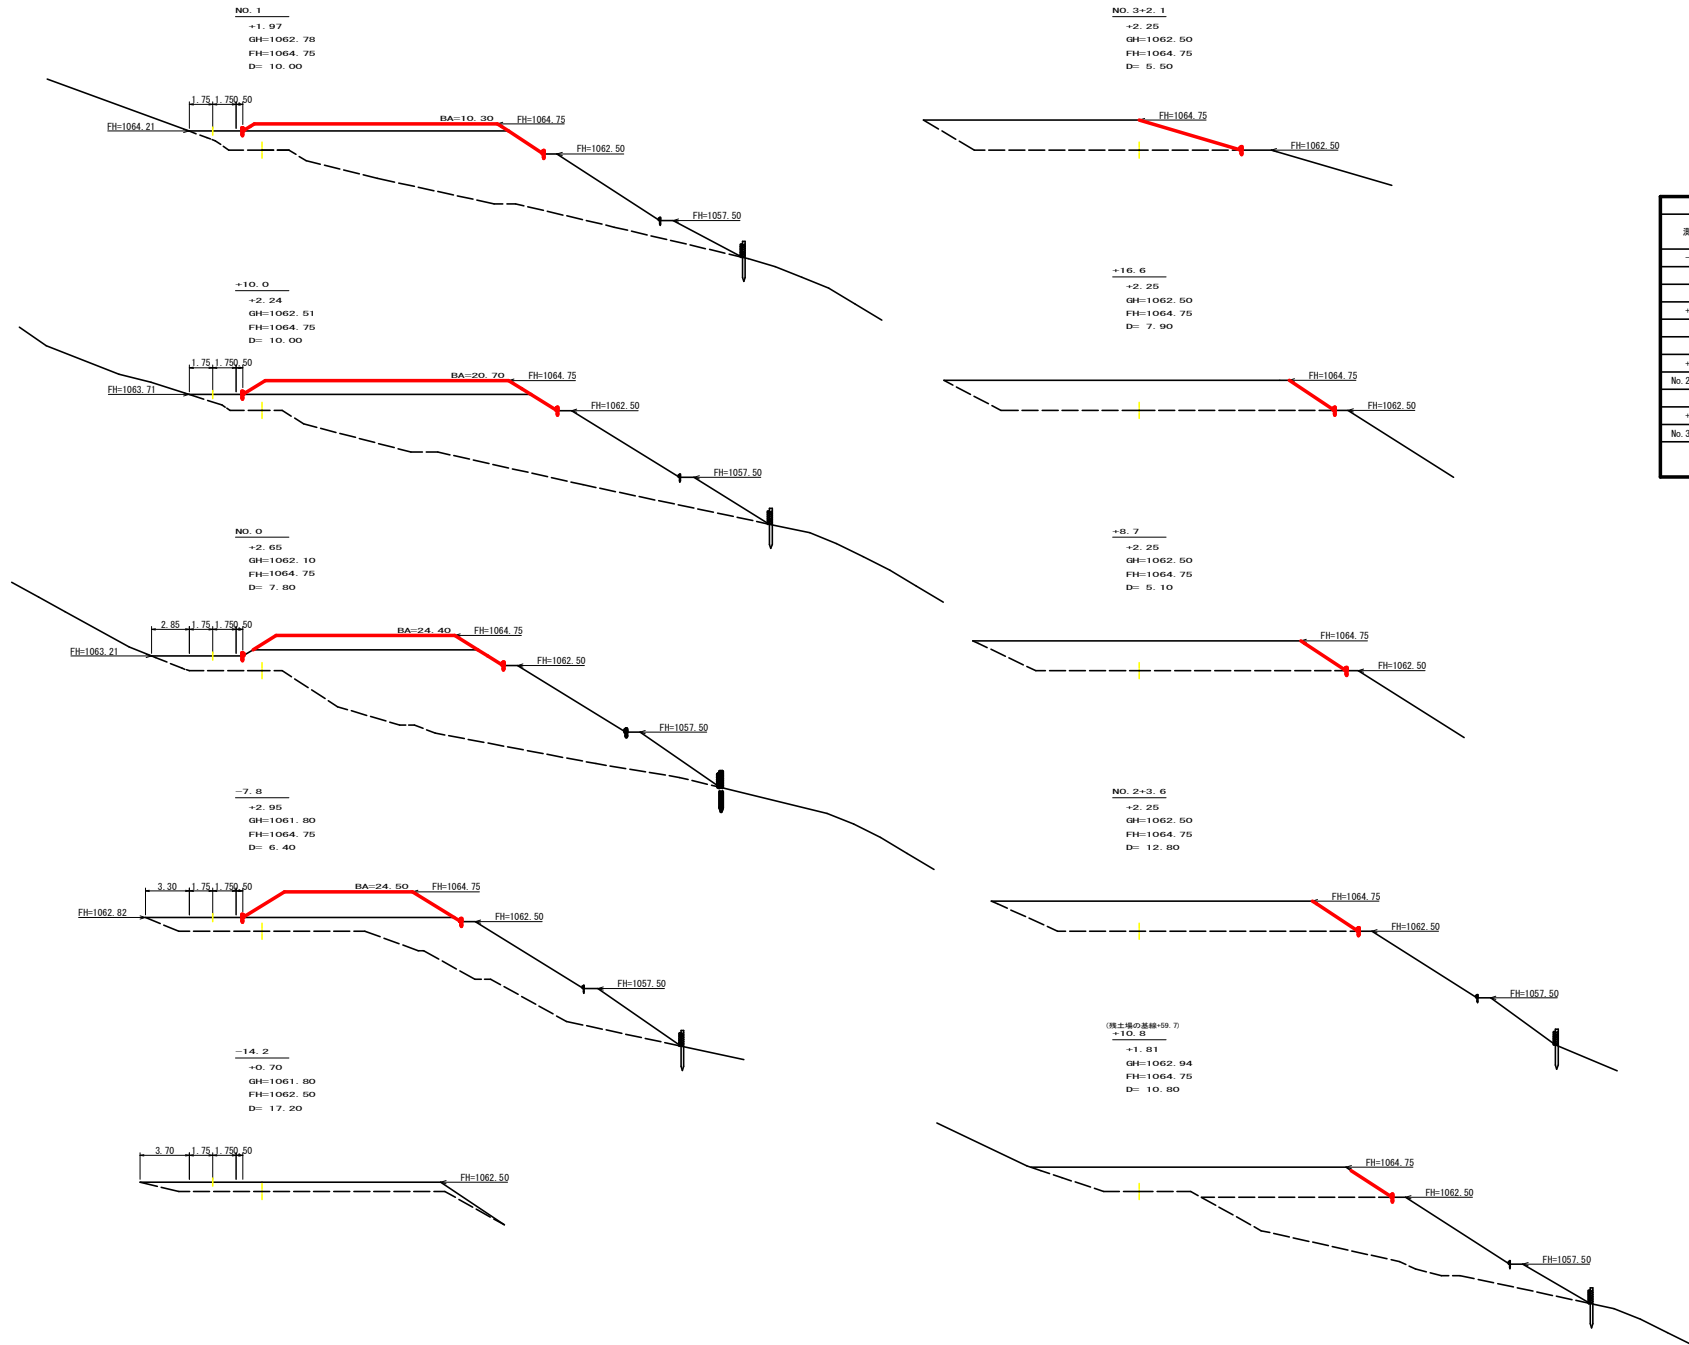 NO. 1
+1. 97
GH=1062. 78
FH=1064. 75
D= 10. 00
1. 75 1. 75 0. 50
FH=1064. 21
BA=10. 30
FH=1064. 75
FH=1062. 50
FH=1057. 50
+10. 0
+2. 24
GH=1062. 51
FH=1064. 75
D= 10. 00
1. 75 1. 75 0. 50
FH=1063. 71
BA=20. 70
FH=1064. 75
FH=1062. 50
FH=1057. 50
NO. 0
+2. 65
GH=1062. 10
FH=1064. 75
D= 7. 80
2. 85 1. 75 1. 75 0. 50
FH=1063. 21
BA=24. 40
FH=1064. 75
FH=1062. 50
FH=1057. 50
-7. 8
+2. 95
GH=1061. 80
FH=1064. 75
D= 6. 40
3. 30 1. 75 1. 75 0. 50
FH=1062. 82
BA=24. 50
FH=1064. 75
FH=1062. 50
FH=1057. 50
-14. 2
+0. 70
GH=1061. 80
FH=1062. 50
D= 17. 20
3. 70 1. 75 1. 75 0. 50
FH=1062. 50
NO. 3+2. 1
+2. 25
GH=1062. 50
FH=1064. 75
D= 5. 50
FH=1064. 75
FH=1062. 50
+16. 6
+2. 25
GH=1062. 50
FH=1064. 75
D= 7. 90
FH=1064. 75
FH=1062. 50
+8. 7
+2. 25
GH=1062. 50
FH=1064. 75
D= 5. 10
FH=1064. 75
FH=1062. 50
NO. 2+3. 6
+2. 25
GH=1062. 50
FH=1064. 75
D= 12. 80
FH=1064. 75
FH=1062. 50
FH=1057. 50
(残土場の基線+59. 7)
+10. 8
+1. 81
GH=1062. 94
FH=1064. 75
D= 10. 80
FH=1064. 75
FH=1062. 50
FH=1057. 50
No. 2
No. 3